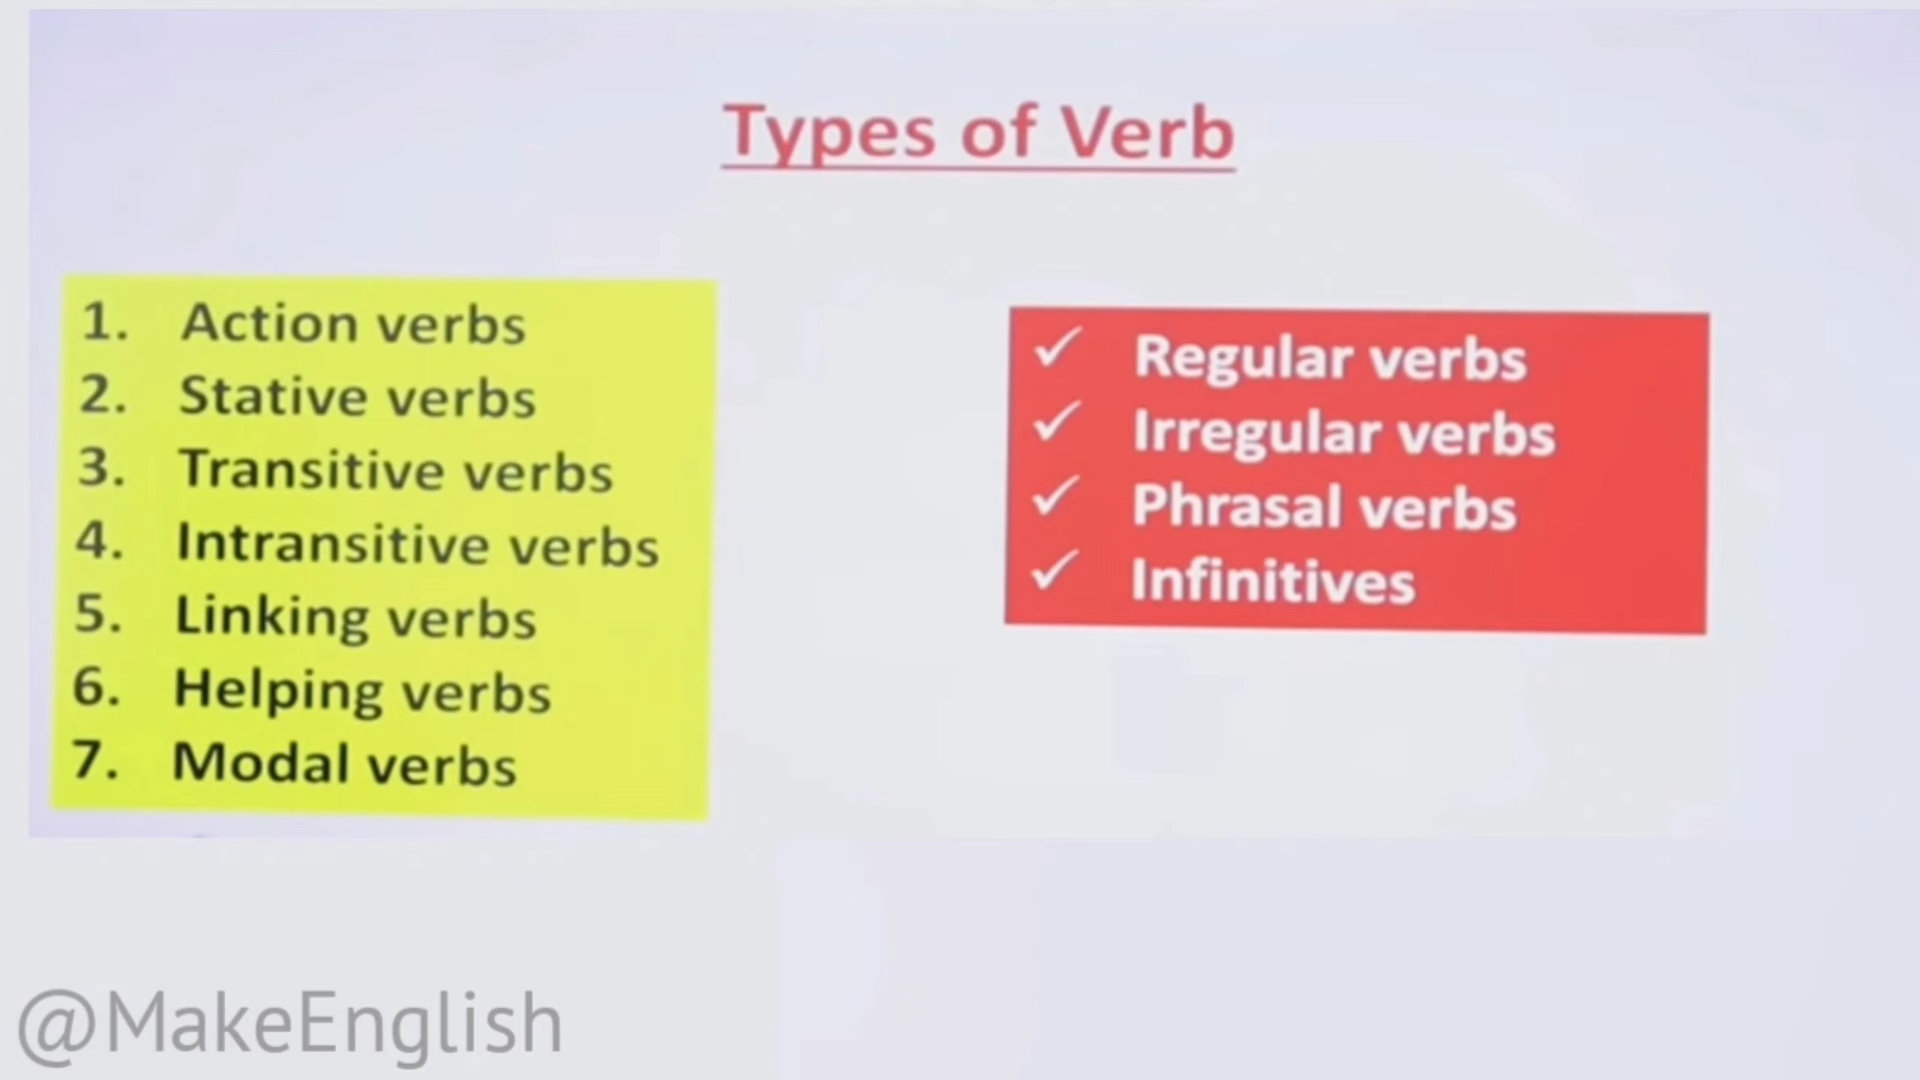 Types of Verb
1. Action verbs
2. Stative verbs
3. Transitive verbs
4. Intransitive verbs
5. Linking verbs
6. Helping verbs
7. Modal verbs
✓ Regular verbs
✓ Irregular verbs
✓ Phrasal verbs
✓ Infinitives
@MakeEnglish